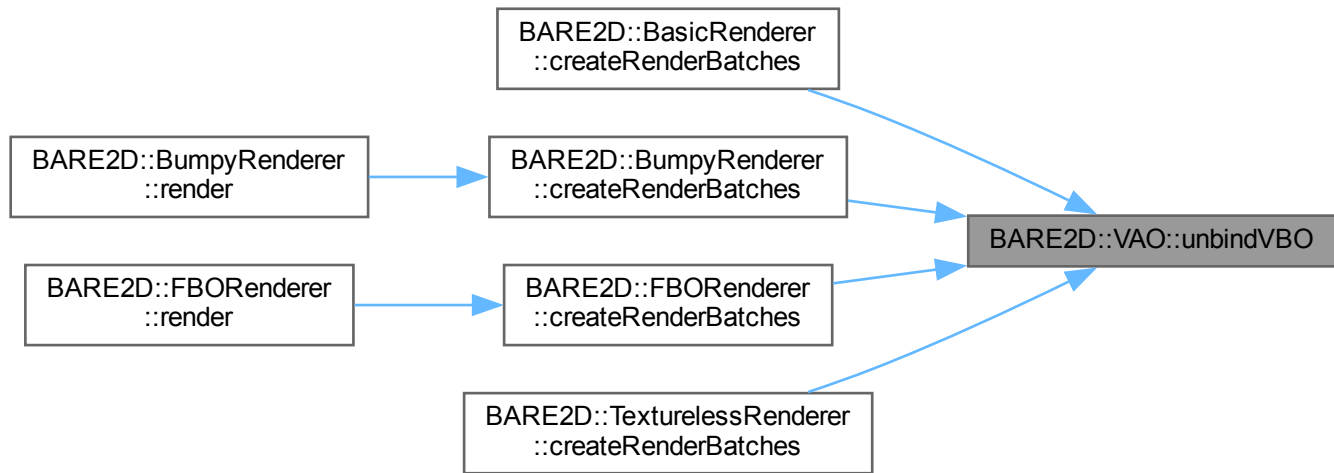 BARE2D::BasicRenderer
::createRenderBatches
BARE2D::BumpyRenderer
::render
BARE2D::BumpyRenderer
::createRenderBatches
BARE2D::VAO::unbindVBO
BARE2D::FBORenderer
::render
BARE2D::FBORenderer
::createRenderBatches
BARE2D::TexturelessRenderer
::createRenderBatches